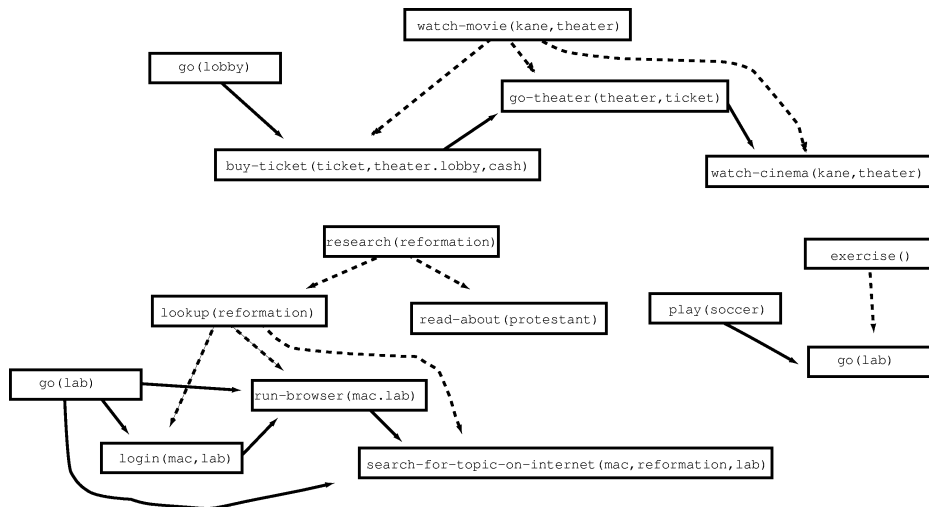 watch-movie(kane,theater)
go(lobby)
go-theater(theater,ticket)
buy-ticket(ticket,theater.lobby,cash)
watch-cinema(kane,theater)
research(reformation)
exercise()
lookup(reformation)
read-about(protestant)
play(soccer)
go(lab)
go(lab)
run-browser(mac.lab)
login(mac,lab)
search-for-topic-on-internet(mac,reformation,lab)